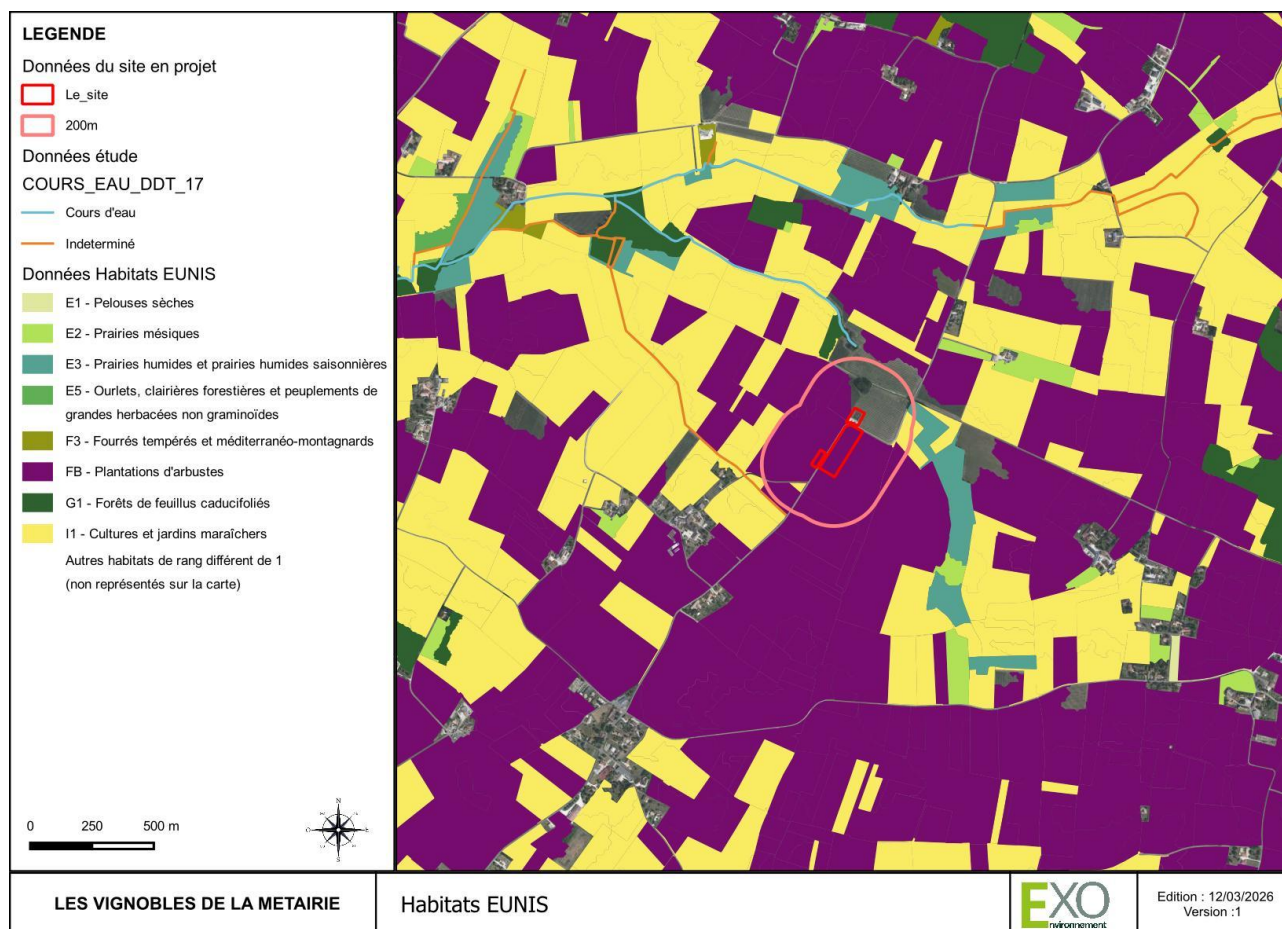 LEGENDE
Données du site en projet
Le_site
200m
Données étude
COURS_EAU_DDT_17
Cours d'eau
Indeterminé
Données Habitats EUNIS
E1 - Pelouses sèches
E2 - Prairies mésiques
E3 - Prairies humides et prairies humides saisonnières
E5 - Ourlets, clairières forestières et peuplements de
grandes herbacées non graminoïdes
F3 - Fourrés tempérés et méditerranéo-montagnards
FB - Plantations d'arbustes
G1 - Forêts de feuillus caducifoliés
I1 - Cultures et jardins maraîchers
Autres habitats de rang différent de 1
(non représentés sur la carte)
0 250 500 m
N
S
LES VIGNOBLES DE LA METAIRIE
Habitats EUNIS
EXO
nvironnement
Edition : 12/03/2026
Version :1